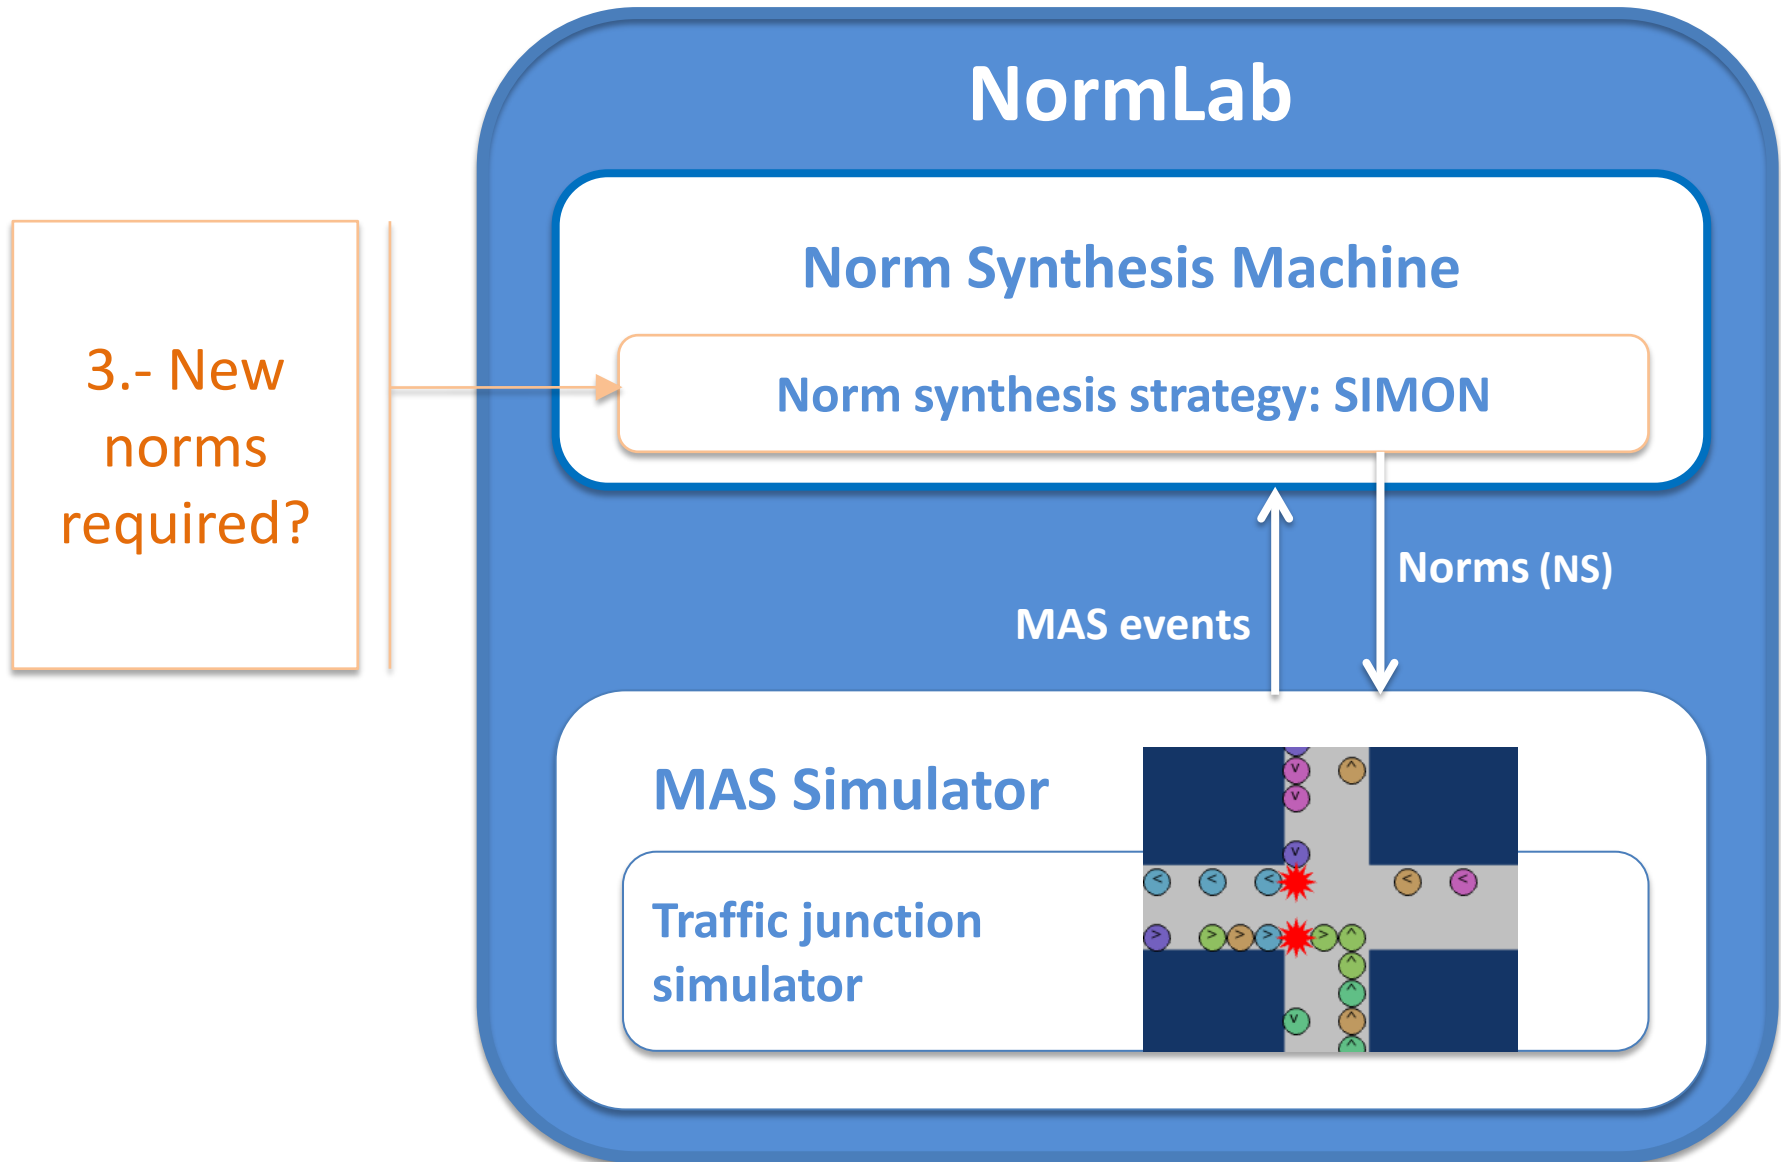 NormLab
Norm Synthesis Machine
3.- New
norms
required?
Norm synthesis strategy: SIMON
Norms (NS)
MAS events
MAS Simulator
Traffic junction
simulator